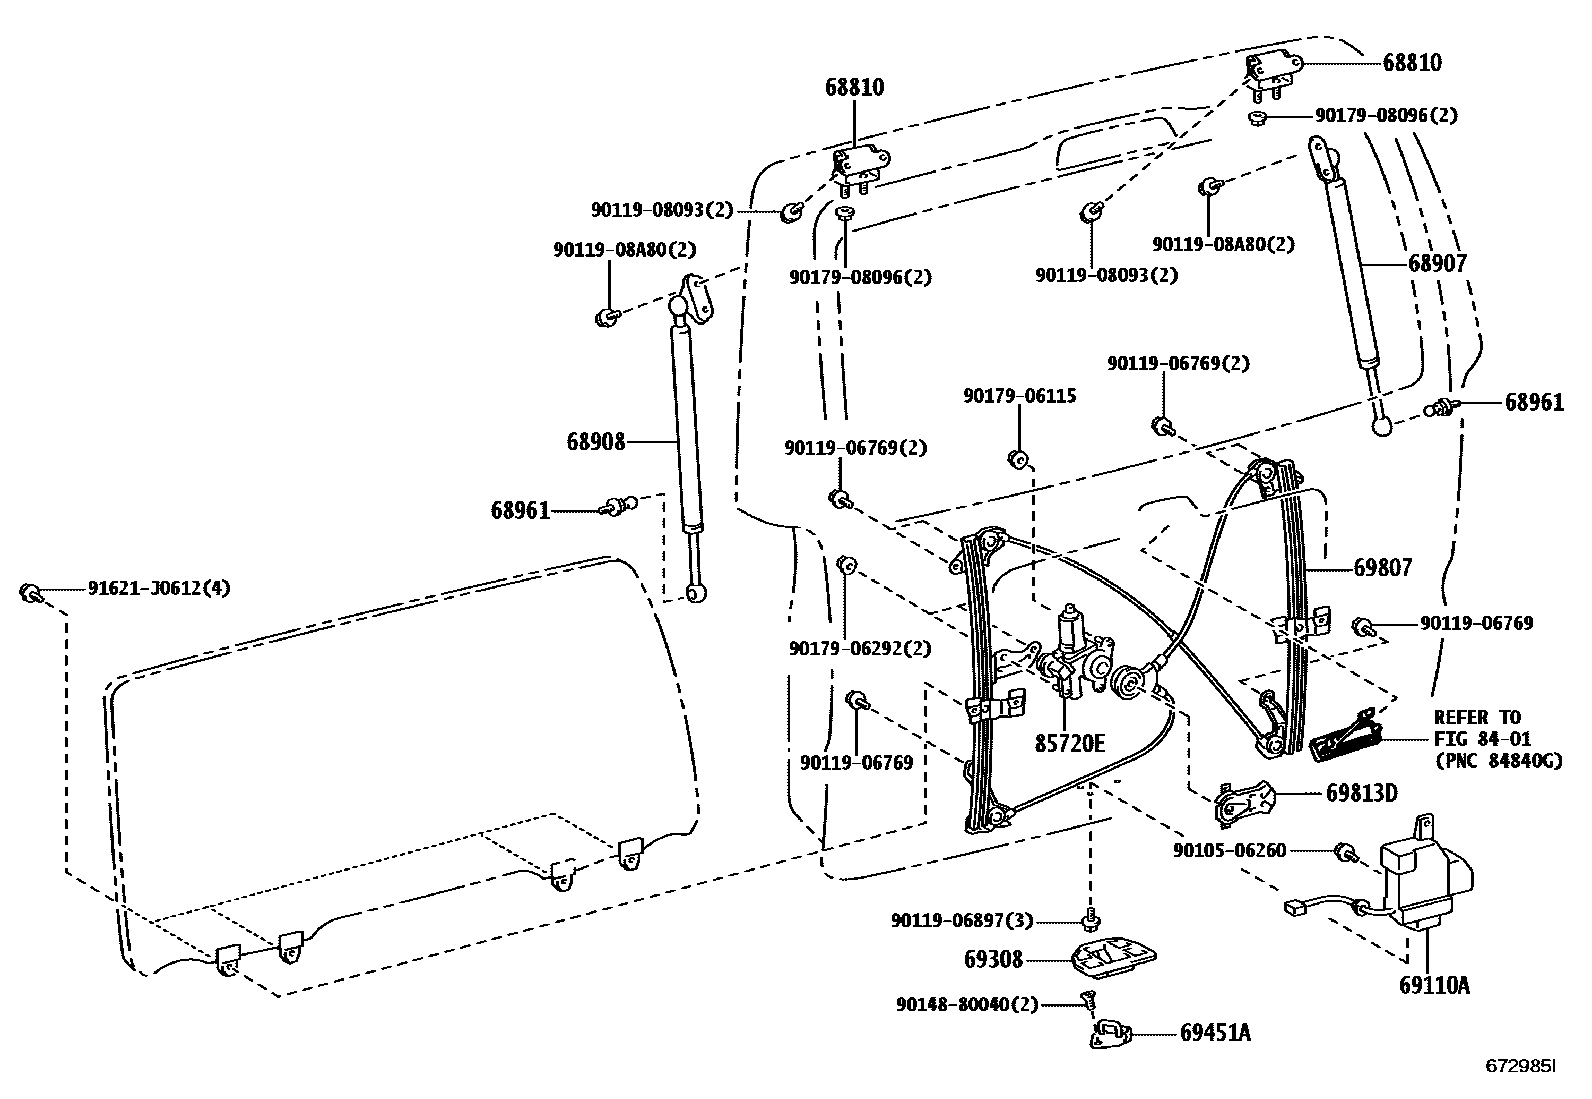 68810
68810
90179-08096(2)
90119-08093(2)
90119-08A80(2)
90119-08A80(2)
68907
90179-08096(2)
90119-08093(2)
90119-06769(2)
90179-06115
68961
68908
90119-06769(2)
68961
69807
91621-J0612(4)
90119-06769
90179-06292(2)
REFER TO
FIG 84-01
(PNC 84840G)
85720E
90119-06769
69813D
90105-06260
90119-06897(3)
69308
69110A
90148-80040(2)
69451A
672985I